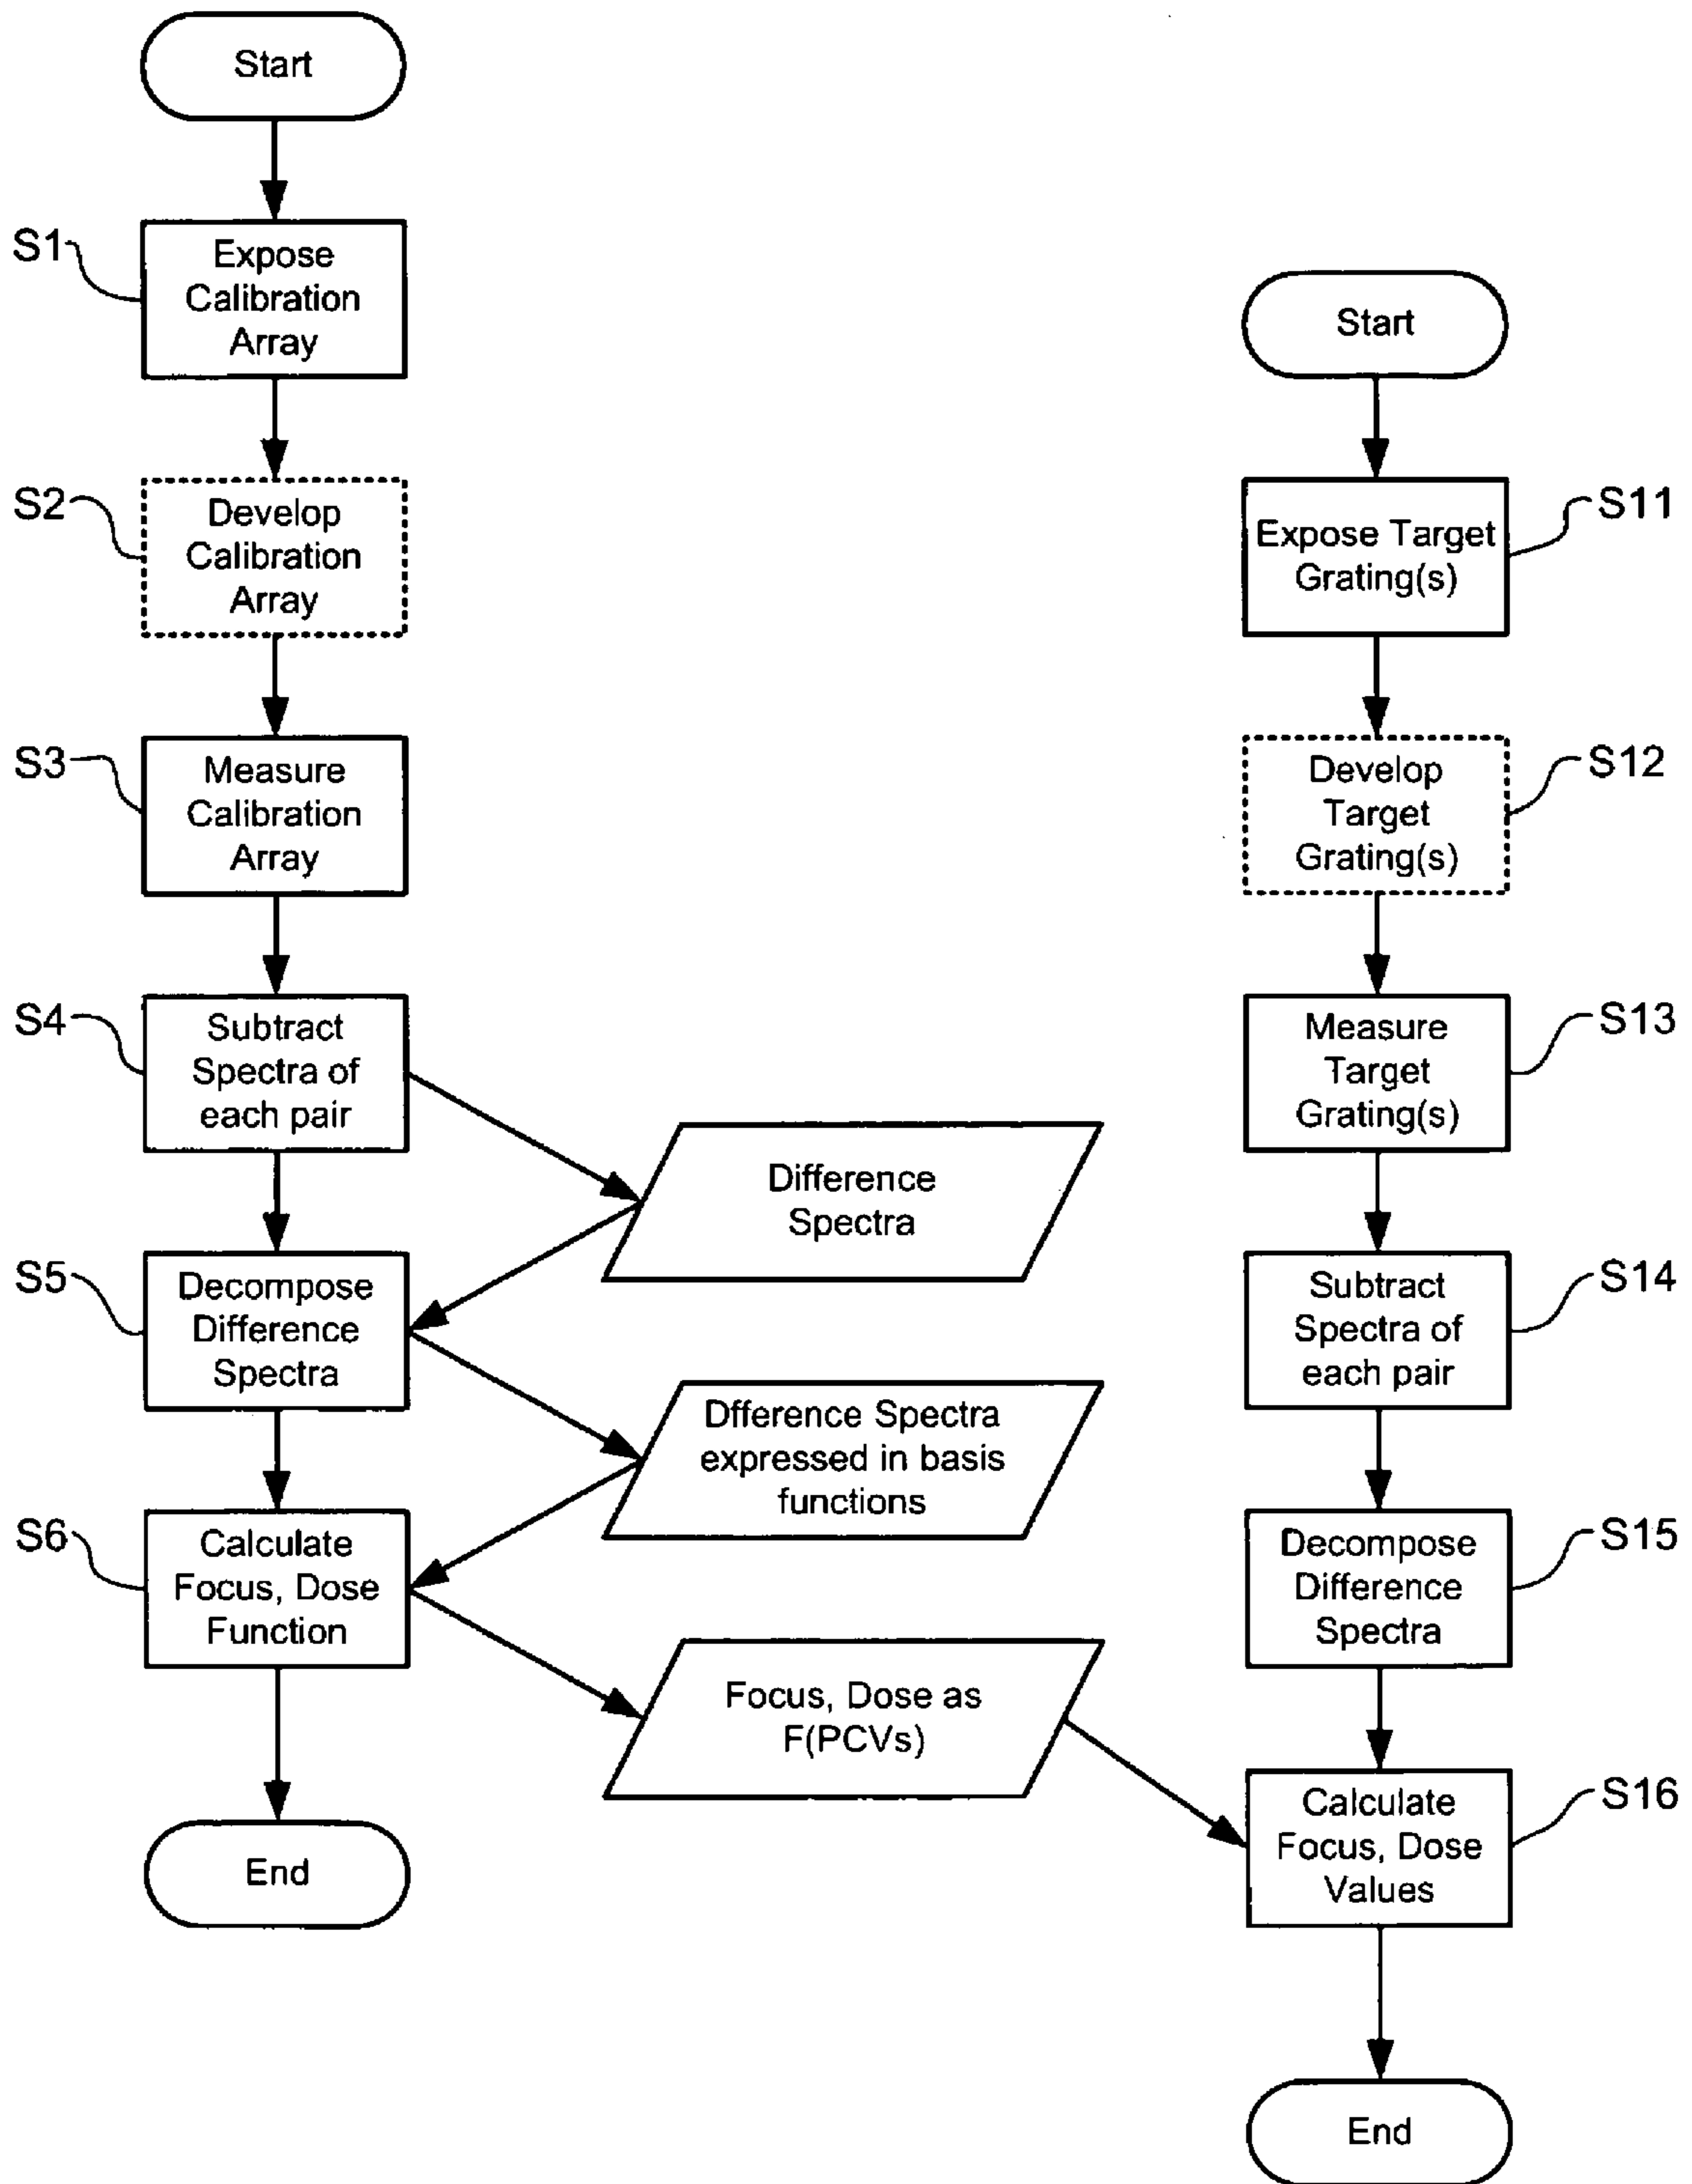 Start
S1
Expose
Calibration
Array
S2
Develop
Calibration
Array
S3
Measure
Calibration
Array
S4
Subtract
Spectra of
each pair
Difference
Spectra
S5
Decompose
Difference
Spectra
Dfference Spectra
expressed in basis
functions
S6
Calculate
Focus, Dose
Function
Focus, Dose as
F(PCVs)
End
Start
Expose Target
Grating(s)
S11
Develop
Target
Grating(s)
S12
Measure
Target
Grating(s)
S13
Subtract
Spectra of
each pair
S14
Decompose
Difference
Spectra
S15
Calculate
Focus, Dose
Values
S16
End